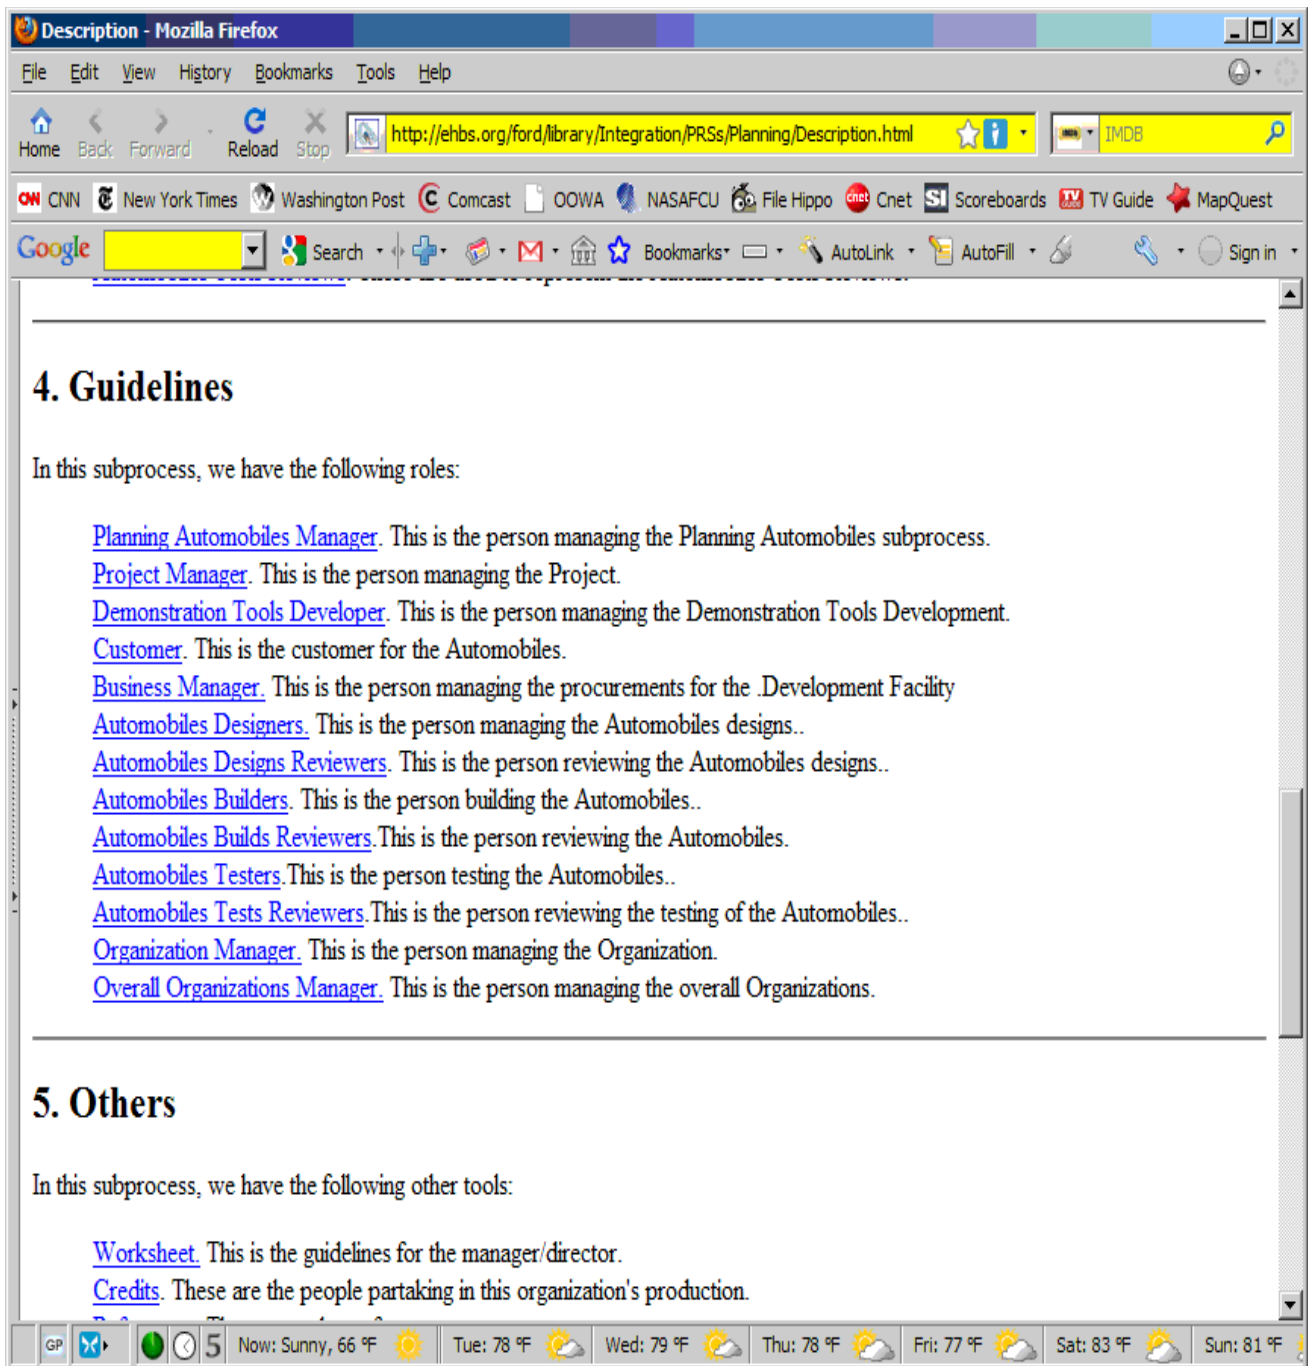 Description - Mozilla Firefox
File Edit View History Bookmarks Tools Help
Home Back Forward Reload Stop http://ehbs.org/ford/library/Integration/PRSs/Planning/Description.html IMDB
CNN New York Times Washington Post Comcast OOWA NASAFCU File Hippo Cnet Scoreboards TV Guide MapQuest
Google Search Bookmarks AutoLink AutoFill Sign in
4. Guidelines
In this subprocess, we have the following roles:
Planning Automobiles Manager. This is the person managing the Planning Automobiles subprocess.
Project Manager. This is the person managing the Project.
Demonstration Tools Developer. This is the person managing the Demonstration Tools Development.
Customer. This is the customer for the Automobiles.
Business Manager. This is the person managing the procurements for the .Development Facility
Automobiles Designers. This is the person managing the Automobiles designs..
Automobiles Designs Reviewers. This is the person reviewing the Automobiles designs..
Automobiles Builders. This is the person building the Automobiles..
Automobiles Builds Reviewers.This is the person reviewing the Automobiles.
Automobiles Testers.This is the person testing the Automobiles..
Automobiles Tests Reviewers.This is the person reviewing the testing of the Automobiles..
Organization Manager. This is the person managing the Organization.
Overall Organizations Manager. This is the person managing the overall Organizations.
5. Others
In this subprocess, we have the following other tools:
Worksheet. This is the guidelines for the manager/director.
Credits. These are the people partaking in this organization's production.
GP 5 Now: Sunny, 66 °F Tue: 78 °F Wed: 79 °F Thu: 78 °F Fri: 77 °F Sat: 83 °F Sun: 81 °F